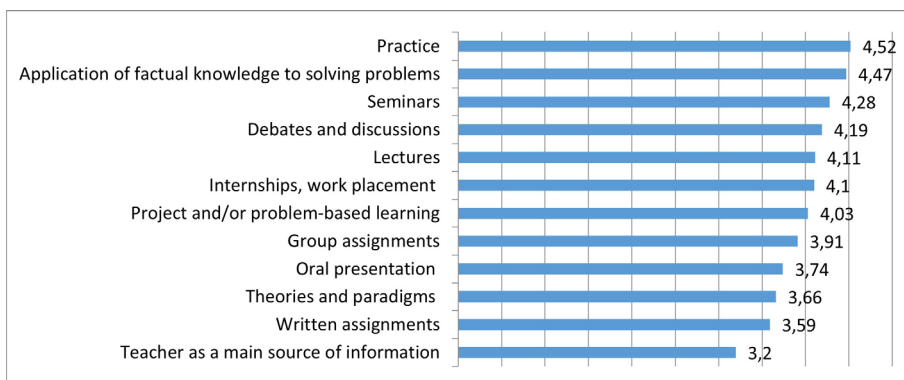 Practice 4,52
Application of factual knowledge to solving problems 4,47
Seminars 4,28
Debates and discussions 4,19
Lectures 4,11
Internships, work placement 4,1
Project and/or problem-based learning 4,03
Group assignments 3,91
Oral presentation 3,74
Theories and paradigms 3,66
Written assignments 3,59
Teacher as a main source of information 3,2